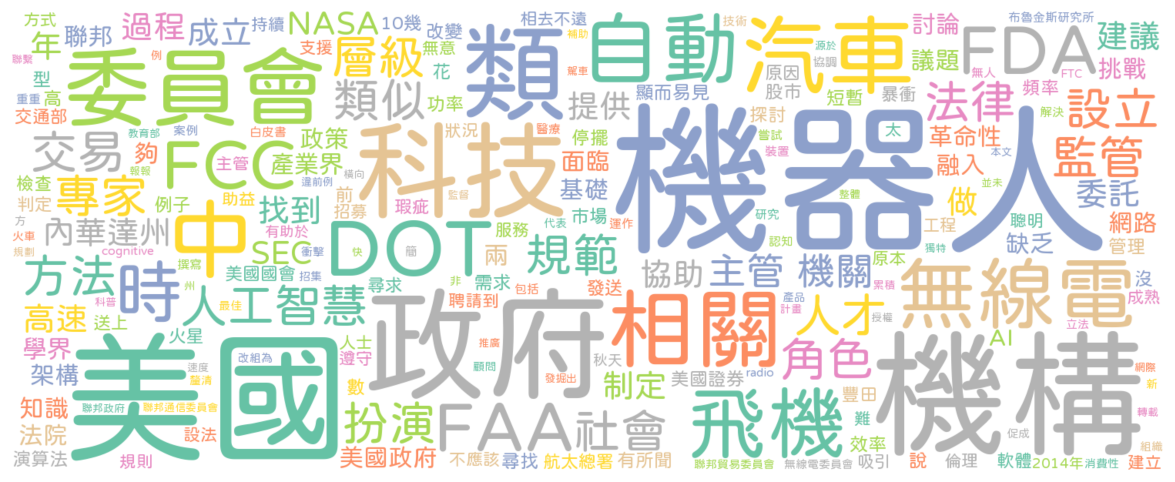 方式 年 聯邦 過程 成立 持續 NASA 10幾 改變 相去不遠 技術 布魯金斯研究所
聯繫 例 委員會 支援 層級 無意 類 補助 自動 汽車 源於 協調 討論 議題 FDA 建議
型 高 重重 花 類似 功率 提供 駕車 原因 股市 顯而易見 短暫 暴衝 無人 FTC 挑戰
交通部 教育部 案例 白皮書 主管 政策 狀況 醫療 停擺 探討 嘗試 太 法律 頻率 解決 設立
交易 夠 報報 FCC 產業界 橫向 科技 面臨 裝置 機器人 革命性 本文 監管
檢查 判定 專家 例子 助益 違前例 前 招募 瑕疵 監督 基礎 認知 整體 融入 並未 委託
方 火車 規劃 內華達州 cognitive 中 找到 有助於 SEC 衝擊 DOT 簡 服務 兩 代表 市場 運作 研究 做 工程 獨特 聰明 缺乏 網路 管理
方法 科普 時 撰寫 州 美國國會 招集 快 尋求 非 需求 規範 包括 發送 協助 主管 機關 原本 累積 無線電 沒 成熟
高速 送上 人工智慧 最佳 聘請到 政府 相關 產品 計畫 人才 授權 AI 立法
學界 火星 改組為 人士 遵守 推廣 顧問 秋天 發掘出 美國證券 radio 角色 機構 網際 新
架構 美國 速度 釐清 數 制定 飛機 豐田 難 轉載
知識 聯邦政府 聯邦通信委員會 扮演 FAA 社會 效率 促成 組織
法院 設法 演算法 規則 美國政府 不應該 尋找 航太總署 有所聞 聯邦貿易委員會 無線電委員會 吸引 說 倫理 軟體 2014年 消費性 建立